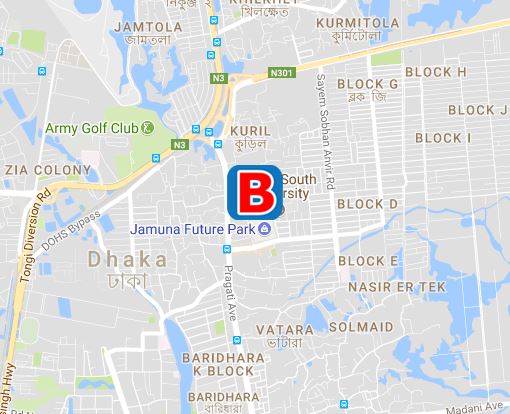 KHILKHET
নিকুঞ্জ ২
খিলক্ষেত
JAMTOLA
জামতলা
KURMITOLA
কুর্মিটোলা
N301
N3
BLOCK H
BLOCK G
ব্লক জি
BLOCK J
Sayem Sobhan Anvir Rd
Army Golf Club
KURIL
কুড়িল
N3
BLOCK I
ZIA COLONY
B
South
rsity
BLOCK D
Tongi Diversion Rd
DOHS Bypass
Jamuna Future Park
Dhaka
ঢাকা
BLOCK E
Pragati Ave
NASIR ER TEK
VATARA
ভাটারা
SOLMAID
BARIDHARA
K BLOCK
BARIDHARA
বারিধারা
Madani Ave
singh Hwy